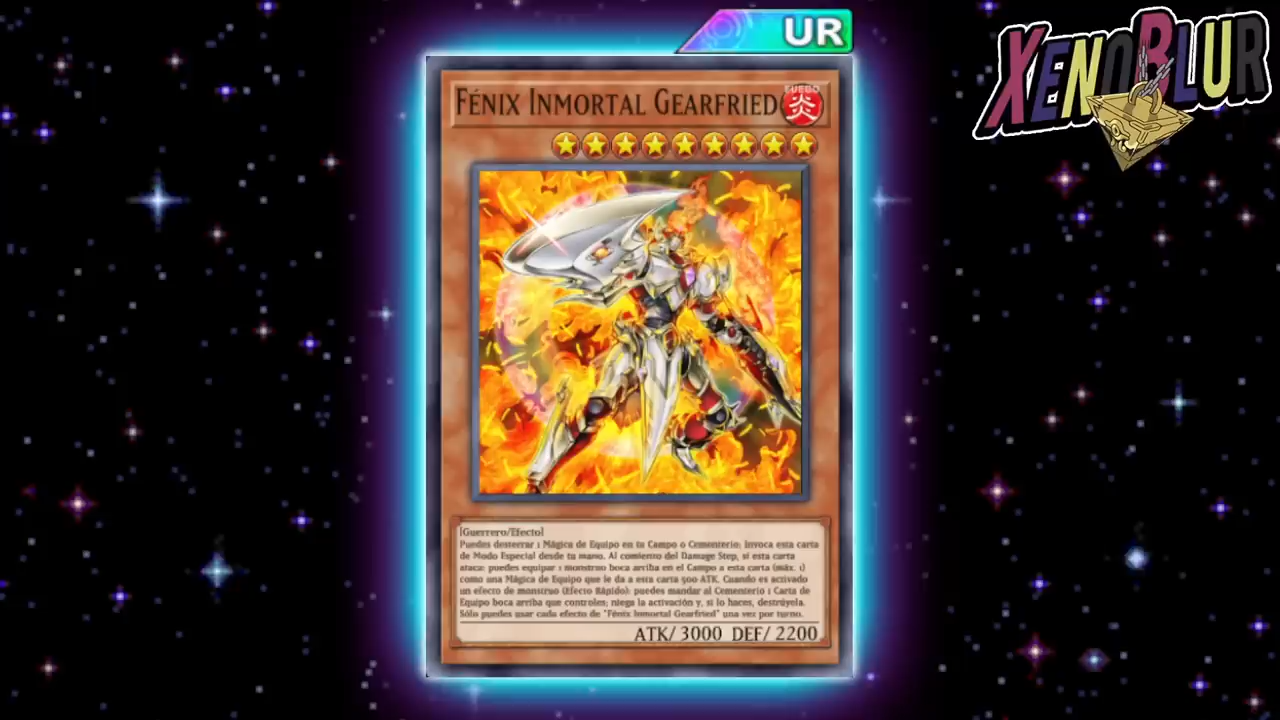 UR
XENOBLUR
FÉNIX INMORTAL GEARFRIED
FUEGO
炎
[Guerrero/Efecto]
Puedes desterrar 1 Mágica de Equipo en tu Campo o Cementerio; Invoca esta carta
de Modo Especial desde tu mano. Al comienzo del Damage Step, si esta carta
ataca: puedes equipar 1 monstruo boca arriba en el Campo a esta carta (máx. 1)
como una Mágica de Equipo que le da a esta carta 500 ATK. Cuando es activado
un efecto de monstruo (Efecto Rápido): puedes mandar al Cementerio 1 Carta de
Equipo boca arriba que controles; niega la activación y, si lo haces, destrúyela.
Sólo puedes usar cada efecto de "Fénix Inmortal Gearfried" una vez por turno.
ATK/ 3000 DEF/ 2200